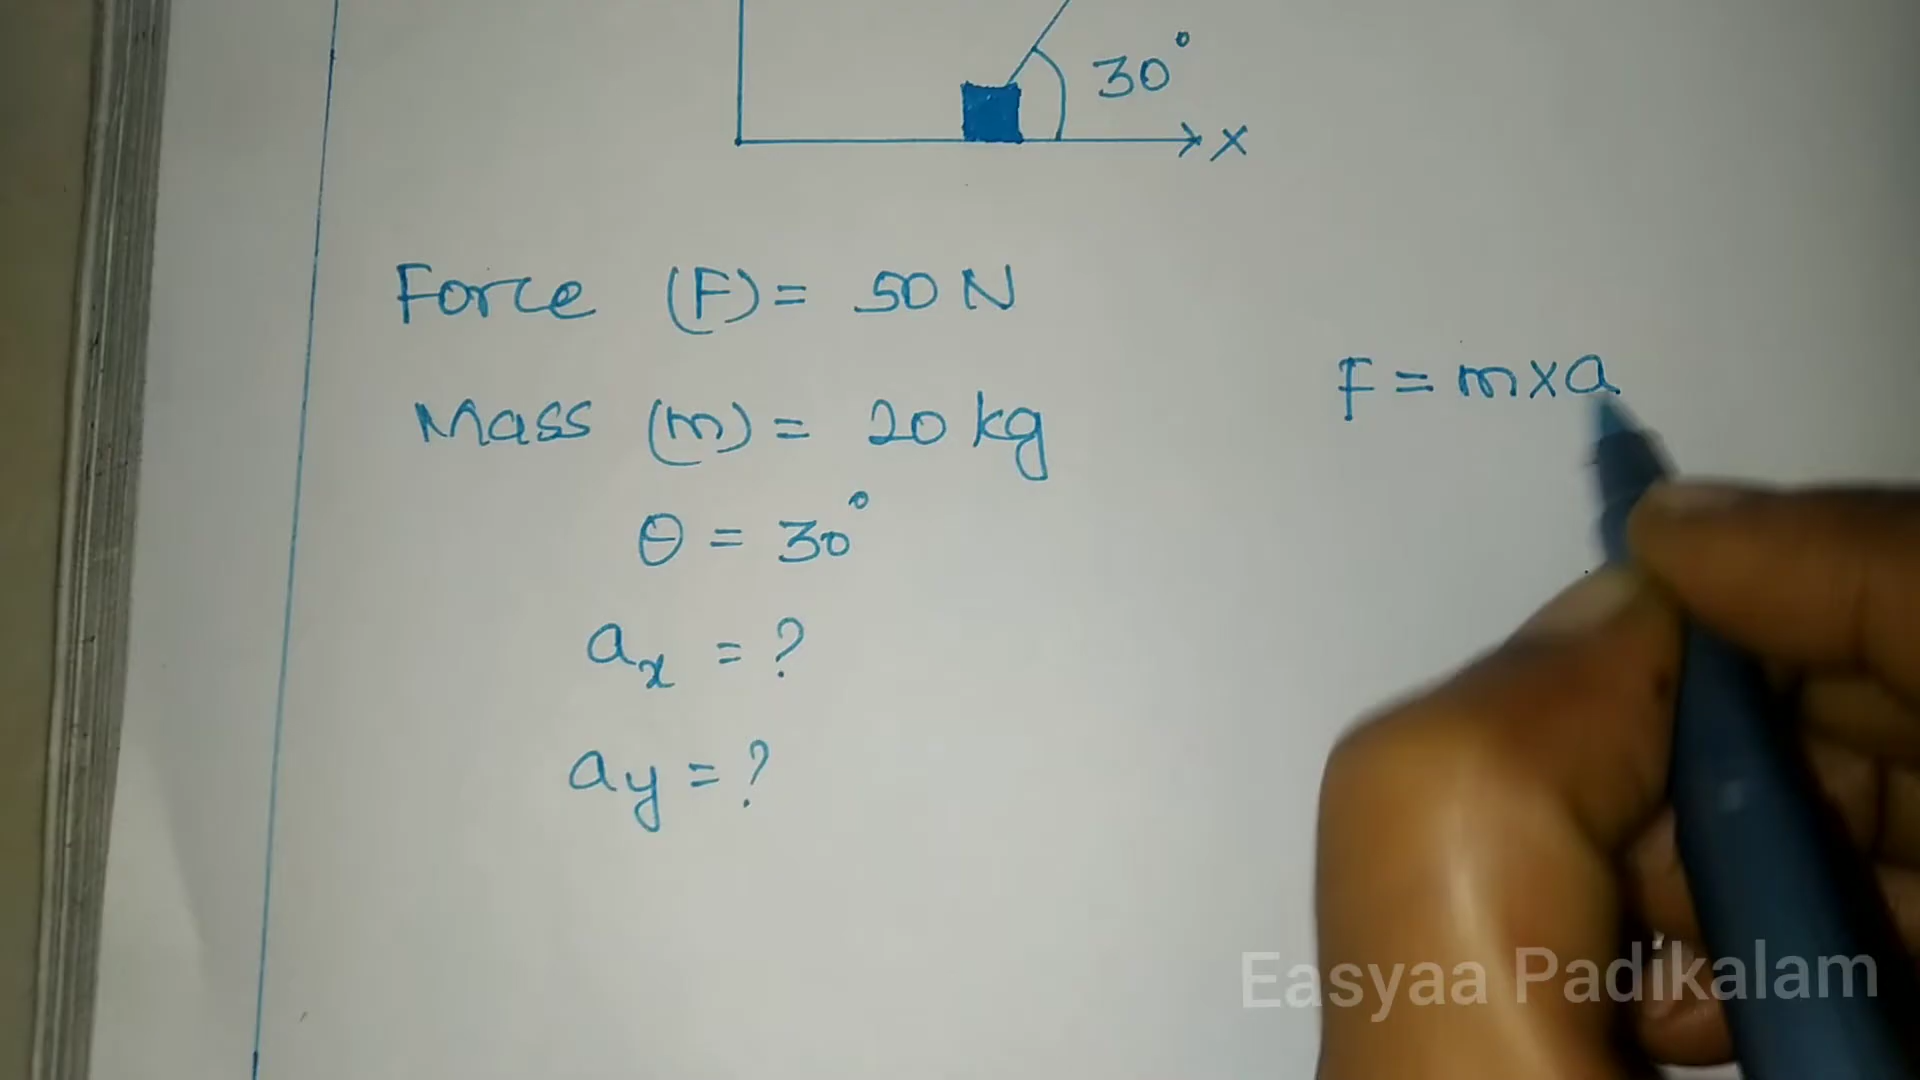 30°
X
Force (F) = 50 N
F = m x a
Mass (m) = 20 kg
θ = 30°
ax = ?
ay = ?
Easyaa Padikalam